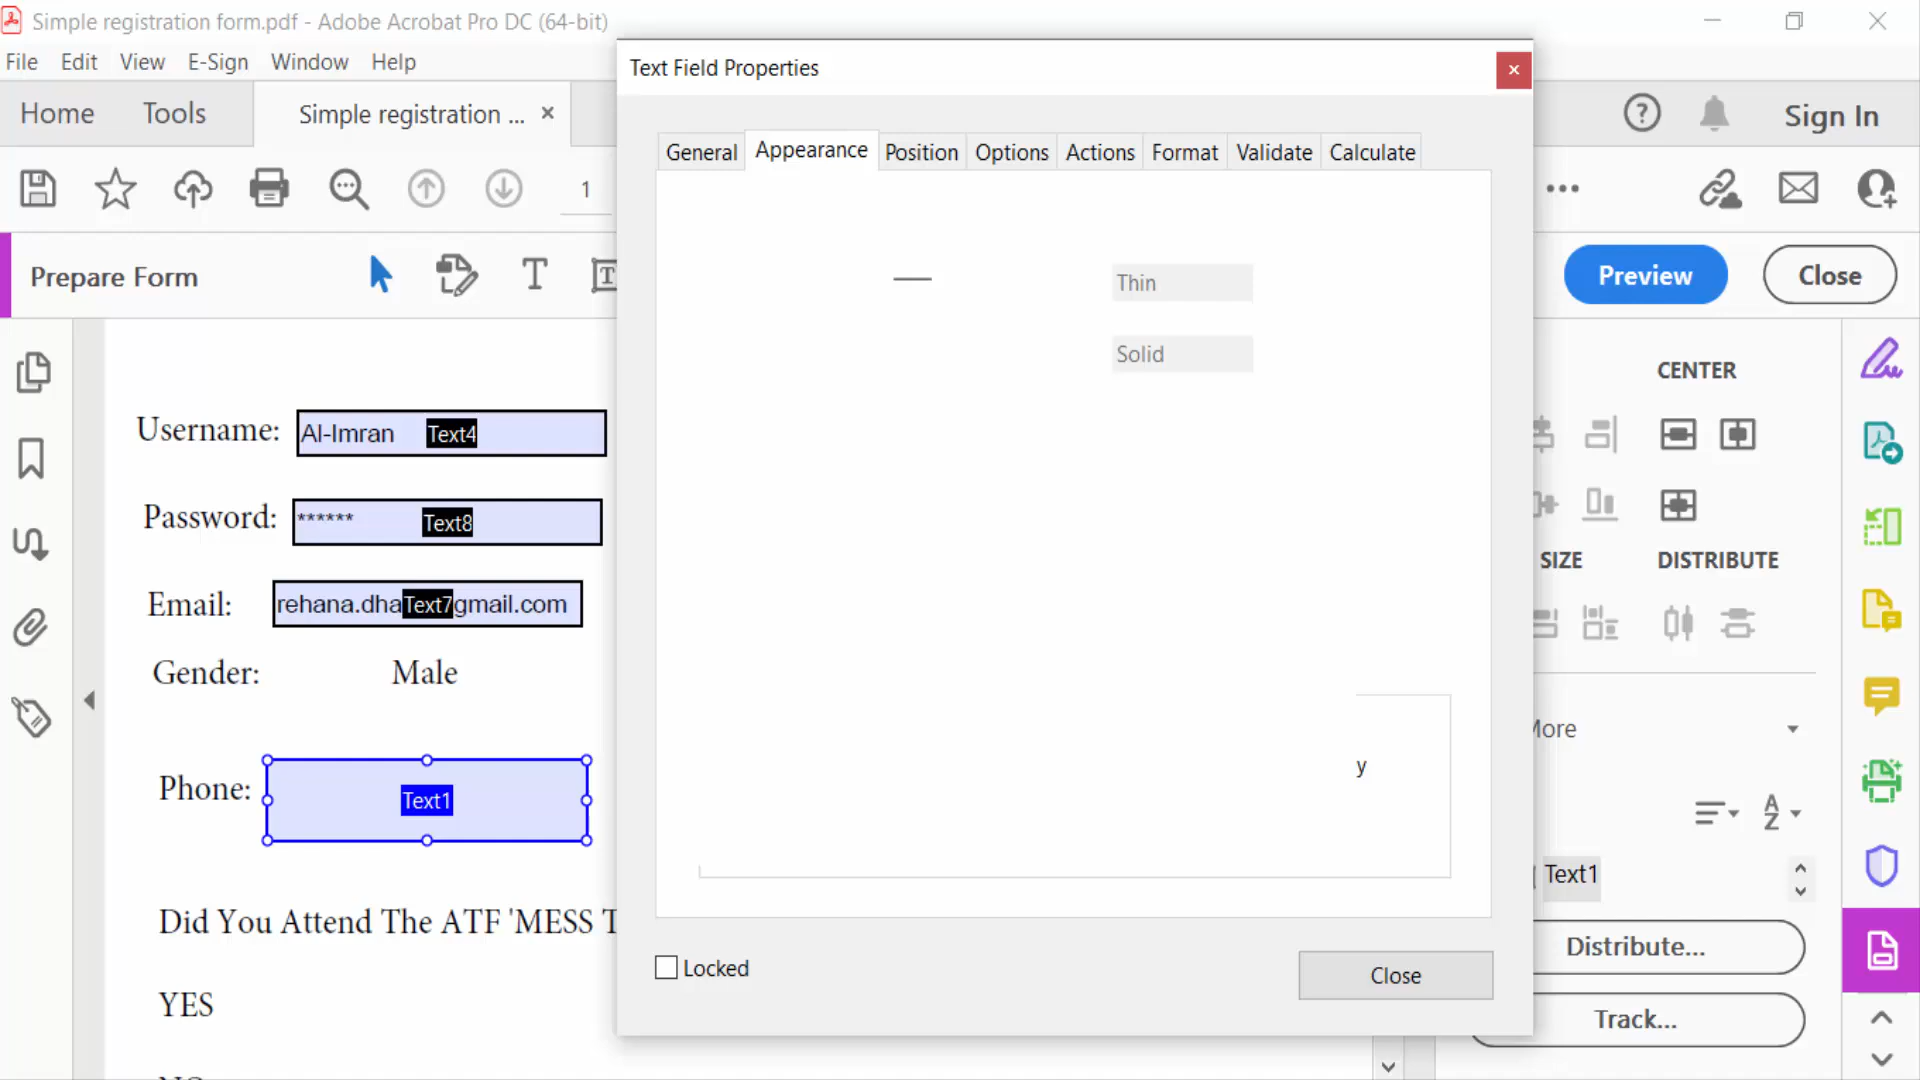 Simple registration form.pdf - Adobe Acrobat Pro DC (64-bit)
File Edit View E-Sign Window Help
Home Tools Simple registration ... ×
Sign In
1
Prepare Form
Preview Close
Text Field Properties
General Appearance Position Options Actions Format Validate Calculate
Thin
Solid
y
Locked
Close
Username: Al-Imran Text4
Password: ****** Text8
Email: rehana.dha Text7 gmail.com
Gender: Male
Phone: Text1
Did You Attend The ATF 'MESS T
YES
CENTER
SIZE DISTRIBUTE
More
A
Z
Text1
Distribute...
Track...